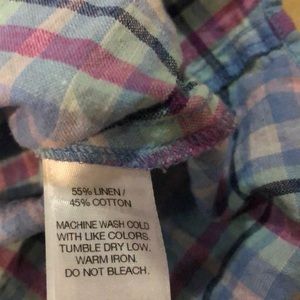 55% LINEN/
45% COTTON
MACHINE WASH COLD
WITH LIKE COLORS.
TUMBLE DRY LOW.
WARM IRON.
DO NOT BLEACH.